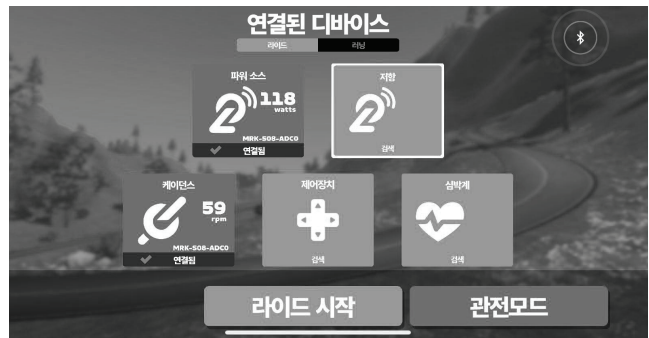 연결된 디바이스
라이드
러닝
파워 소스
118
watts
MRK-S08-ADC0
연결됨
저항
검색
케이던스
59
rpm
MRK-S08-ADC0
연결됨
제어장치
검색
심박계
검색
라이드 시작
관전모드